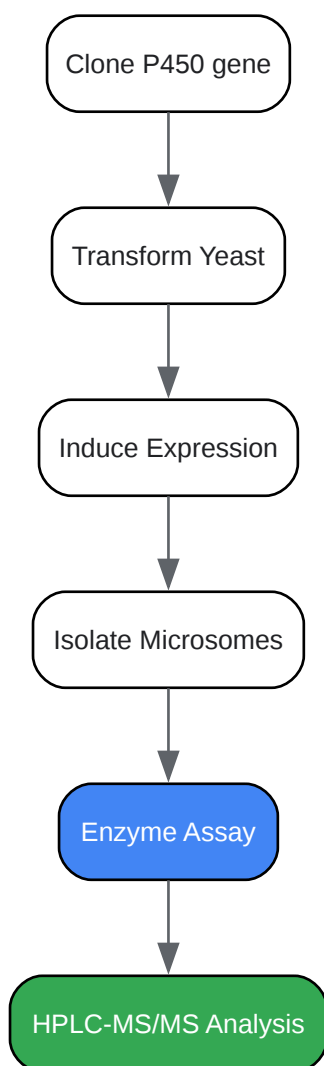 Clone P450 gene
Transform Yeast
Induce Expression
Isolate Microsomes
Enzyme Assay
HPLC-MS/MS Analysis